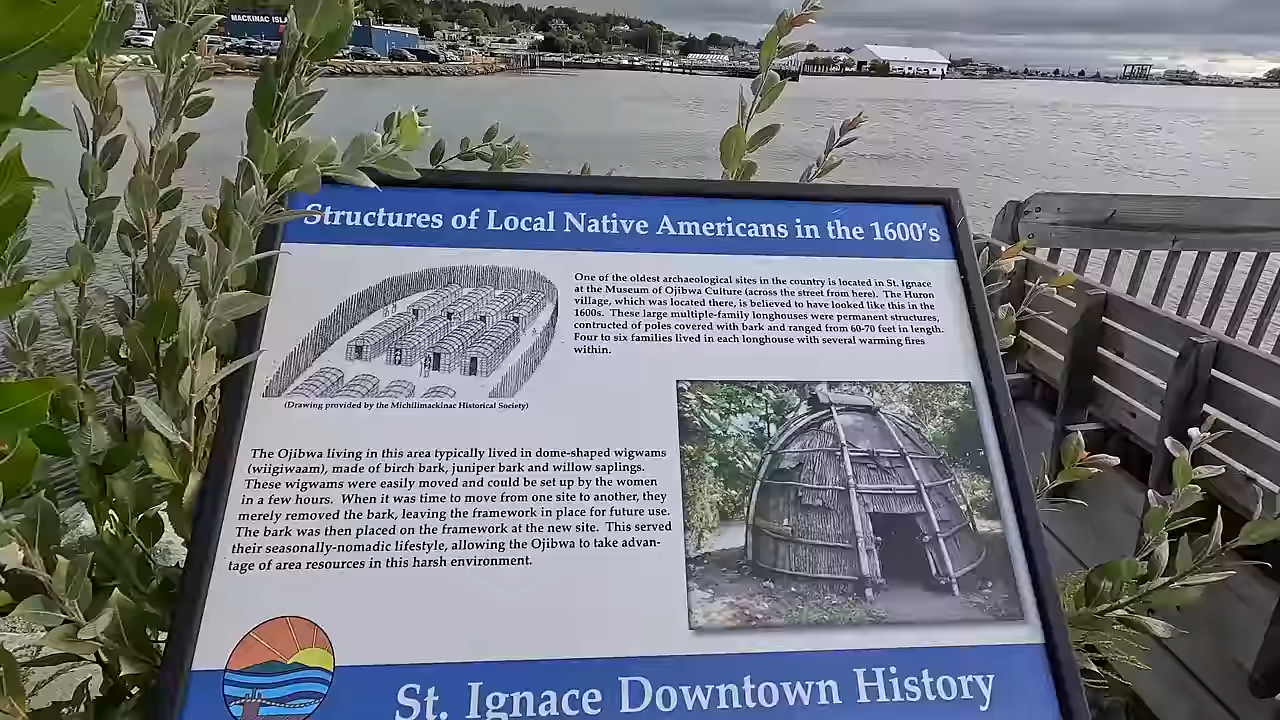 MACKINAC ISLA
Structures of Local Native Americans in the 1600's
One of the oldest archaeological sites in the country is located in St. Ignace
at the Museum of Ojibwa Culture (across the street from here). The Huron
village, which was located there, is believed to have looked like this in the
1600s. These large multiple-family longhouses were permanent structures,
contructed of poles covered with bark and ranged from 60-70 feet in length.
Four to six families lived in each longhouse with several warming fires
within.
(Drawing provided by the Michilimackinac Historical Society)
The Ojibwa living in this area typically lived in dome-shaped wigwams
(wiigiwaam), made of birch bark, juniper bark and willow saplings.
These wigwams were easily moved and could be set up by the women
in a few hours. When it was time to move from one site to another, they
merely removed the bark, leaving the framework in place for future use.
The bark was then placed on the framework at the new site. This served
their seasonally-nomadic lifestyle, allowing the Ojibwa to take advan-
tage of area resources in this harsh environment.
St. Ignace Downtown History